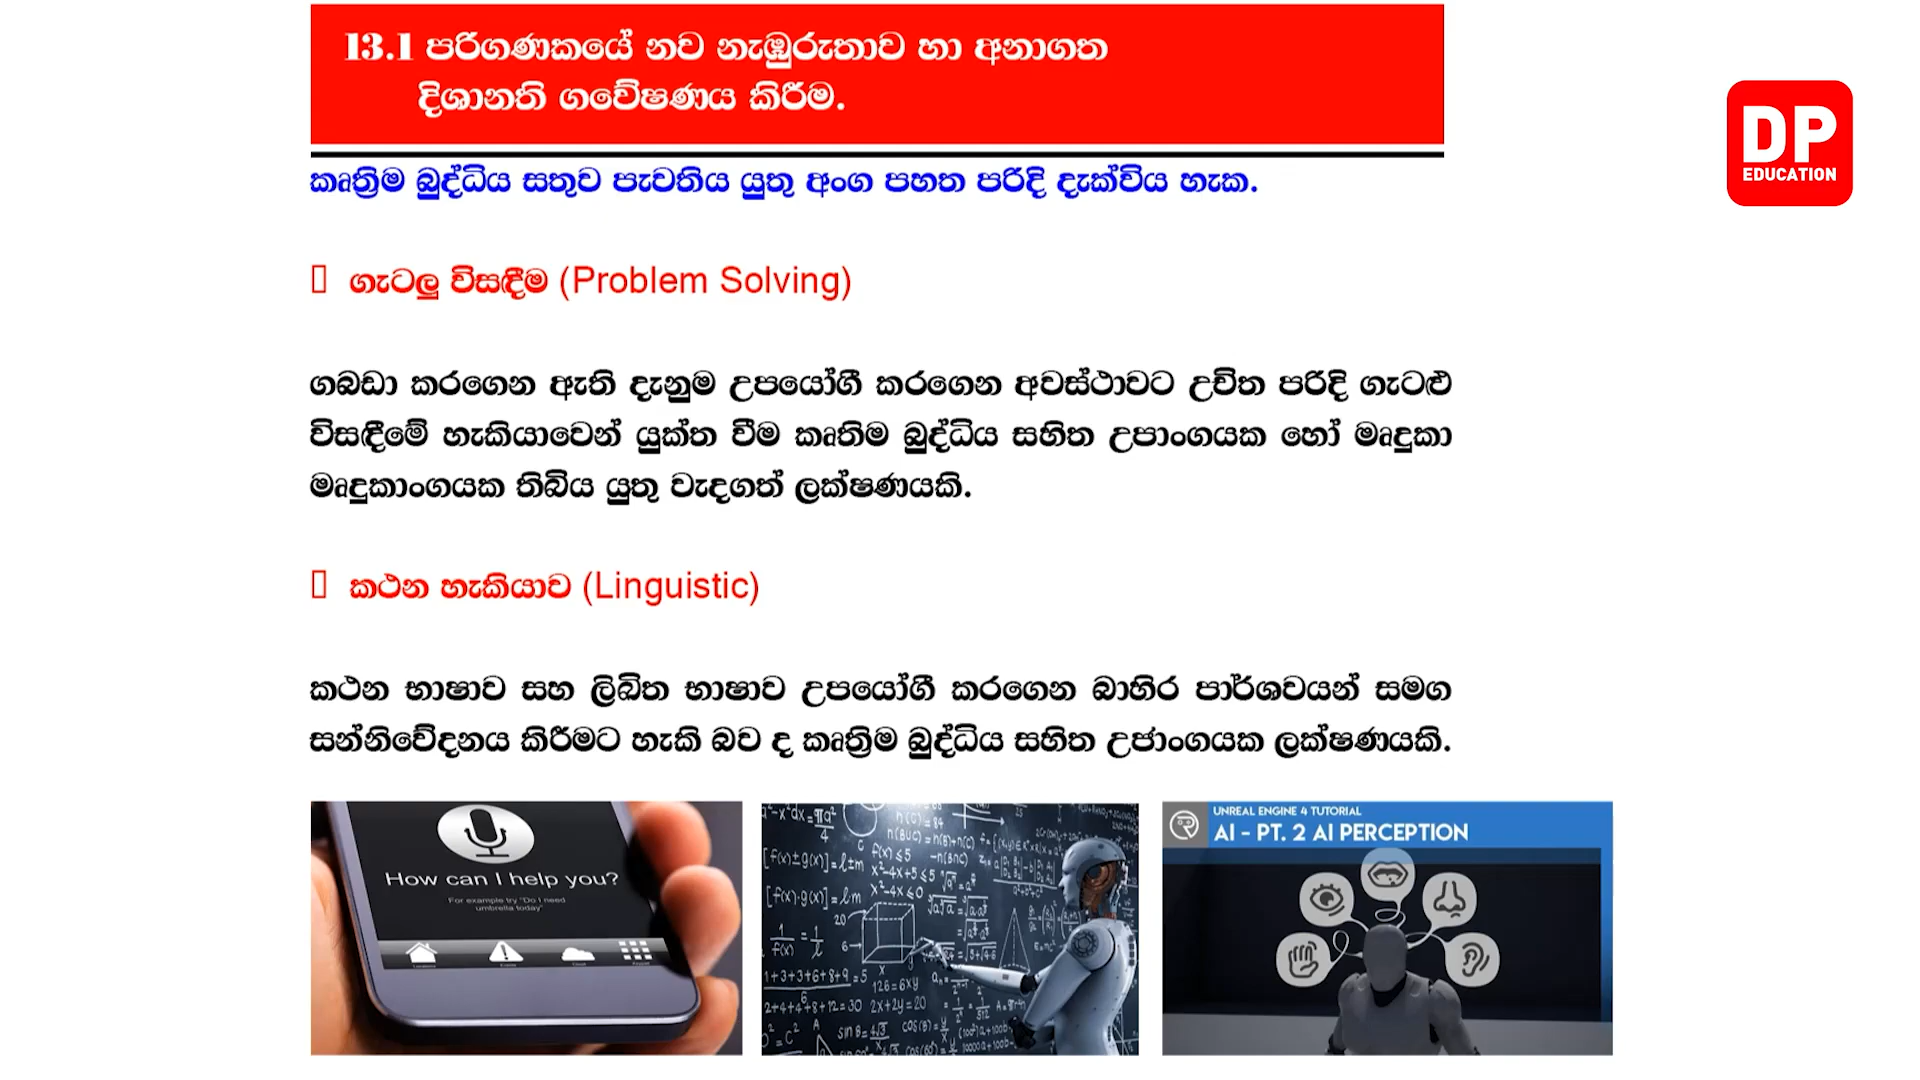 13.1 පරිගණකයේ නව නැඹුරුතාව හා අනාගත
දිශානති ගවේෂණය කිරීම.
DP
EDUCATION
කෘත්‍රිම බුද්ධිය සතුව පැවතිය යුතු අංග පහත පරිදි දැක්විය හැක.
ගැටලු විසඳීම (Problem Solving)
ගබඩා කරගෙන ඇති දැනුම උපයෝගී කරගෙන අවස්ථාවට උචිත පරිදි ගැටළු
විසඳීමේ හැකියාවෙන් යුක්ත වීම කෘතිම බුද්ධිය සහිත උපාංගයක හෝ මෘදුකා
මෘදුකාංගයක තිබිය යුතු වැදගත් ලක්ෂණයකි.
කථන හැකියාව (Linguistic)
කථන භාෂාව සහ ලිඛිත භාෂාව උපයෝගී කරගෙන බාහිර පාර්ශවයන් සමග
සන්නිවේදනය කිරීමට හැකි බව ද කෘත්‍රිම බුද්ධිය සහිත උජාංගයක ලක්ෂණයකි.
How can I help you?
For example try "Do I need
umbrella today"
UNREAL ENGINE 4 TUTORIAL
AI - PT. 2 AI PERCEPTION